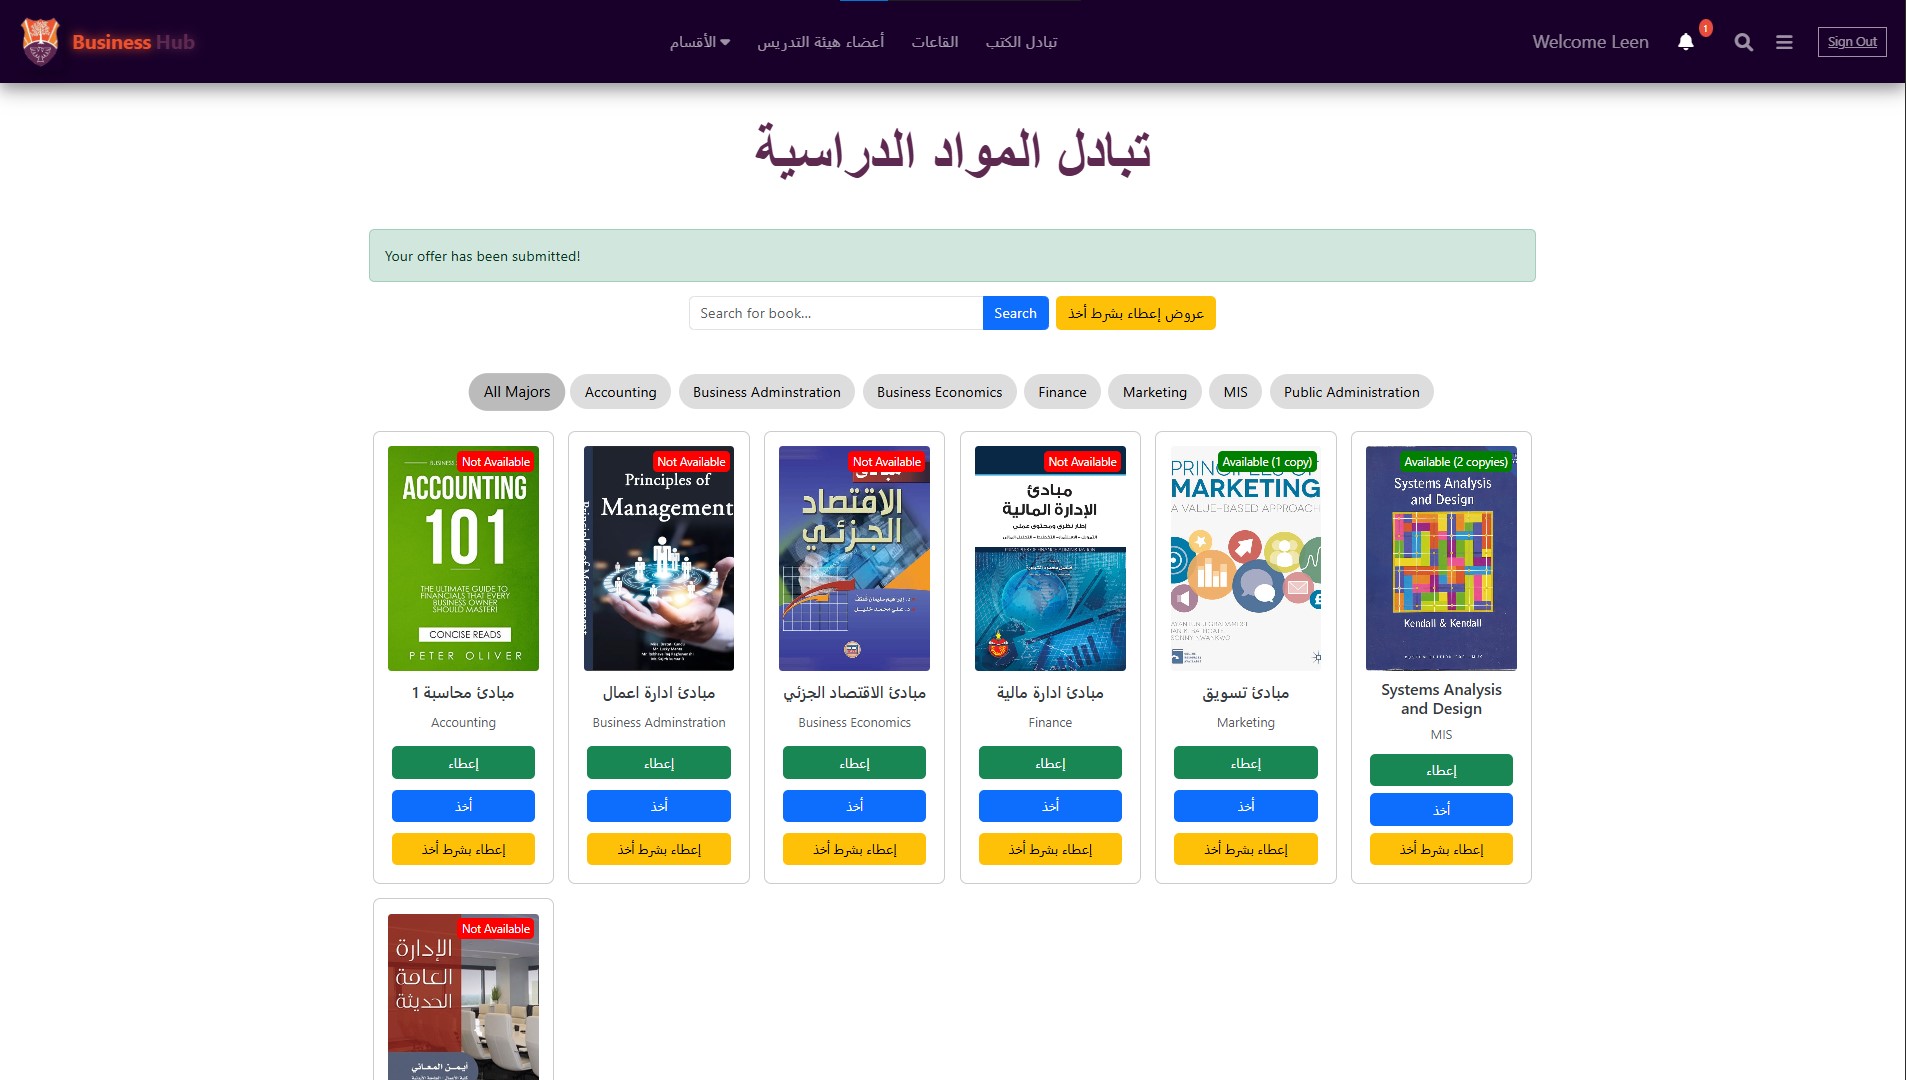 Business Hub
الأقسام
أعضاء هيئة التدريس
القاعات
تبادل الكتب
Welcome Leen
1
Sign Out
تبادل المواد الدراسية
Your offer has been submitted!
Search for book...
Search
عروض إعطاء بشرط أخذ
All Majors
Accounting
Business Adminstration
Business Economics
Finance
Marketing
MIS
Public Administration
Not Available
ACCOUNTING
101
THE ULTIMATE GUIDE TO
FINANCIALS THAT EVERY
BUSINESS OWNER
SHOULD MASTER!
CONCISE READS
PETER OLIVER
مبادئ محاسبة 1
Accounting
إعطاء
أخذ
إعطاء بشرط أخذ
Not Available
Principles of
Management
مبادئ ادارة اعمال
Business Adminstration
إعطاء
أخذ
إعطاء بشرط أخذ
Not Available
مبادئ
الاقتصاد
الجزئي
مبادئ الاقتصاد الجزئي
Business Economics
إعطاء
أخذ
إعطاء بشرط أخذ
Not Available
مبادئ
الإدارة المالية
إطار نظري ومحتوى عملي
مبادئ ادارة مالية
Finance
إعطاء
أخذ
إعطاء بشرط أخذ
Available (1 copy)
PRINCIPLES OF
MARKETING
A VALUE-BASED APPROACH
مبادئ تسويق
Marketing
إعطاء
أخذ
إعطاء بشرط أخذ
Available (2 copyies)
Systems Analysis
and Design
Kendall & Kendall
Systems Analysis
and Design
MIS
إعطاء
أخذ
إعطاء بشرط أخذ
Not Available
الإدارة
العامة
الحديثة
أيمن المعاني